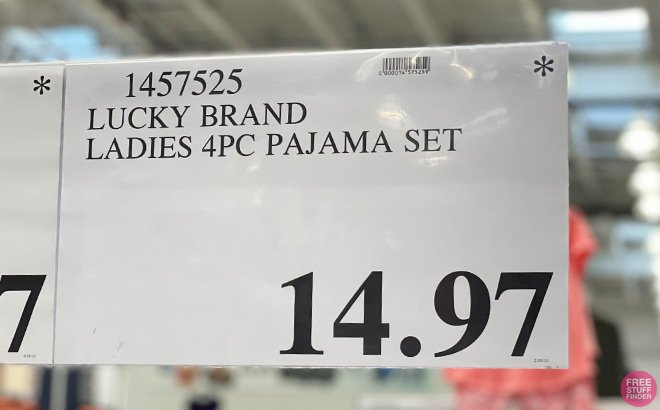 *
1457525
*
LUCKY BRAND
LADIES 4PC PAJAMA SET
7
14.97
FREE
STUFF
FINDER